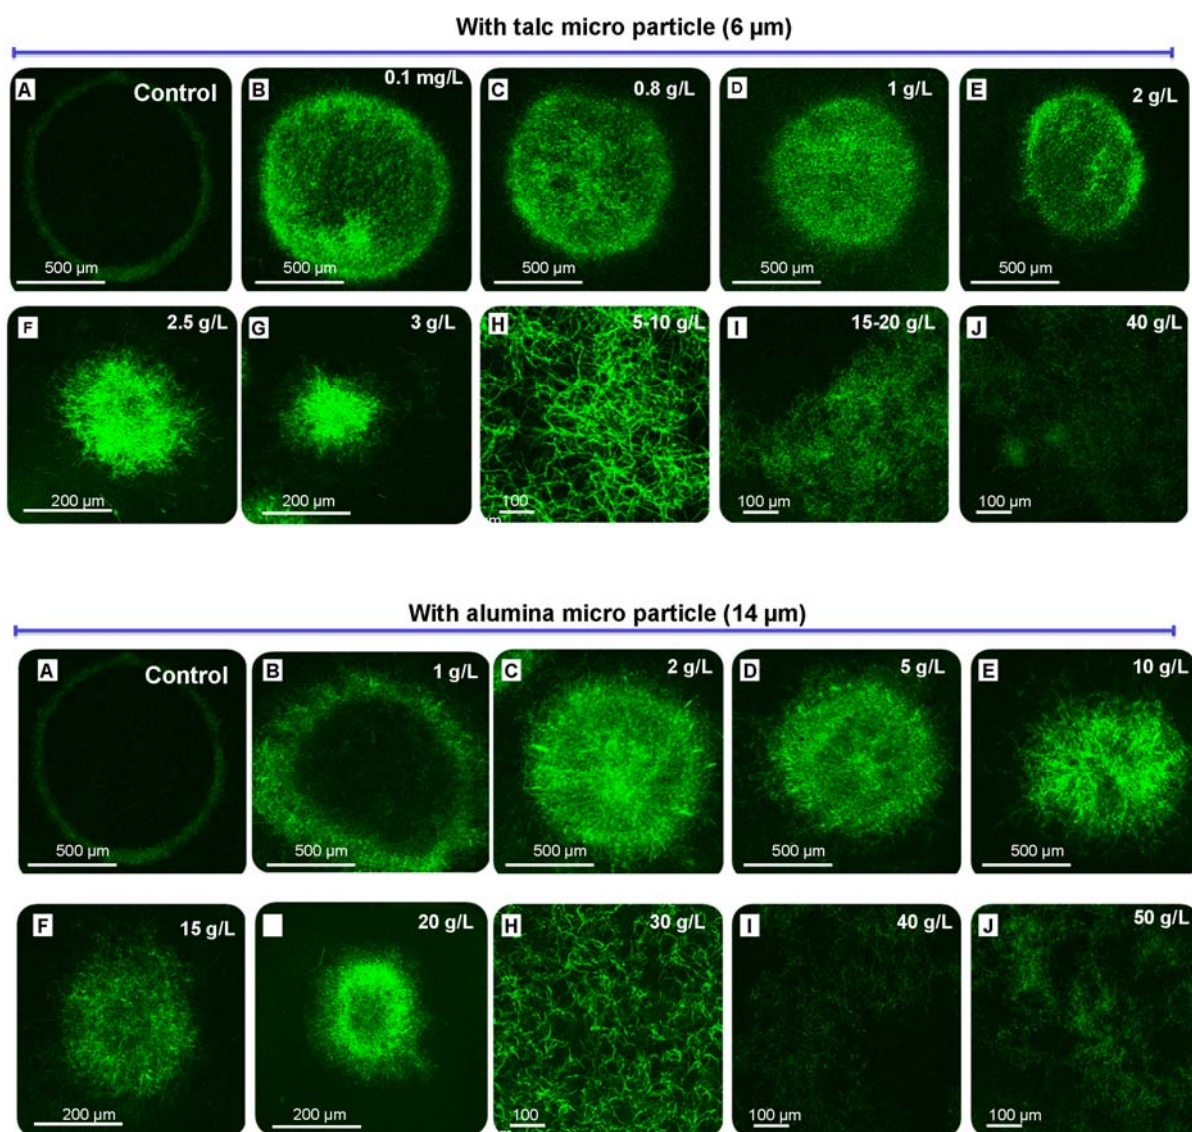 With talc micro particle (6 µm)
A Control 500 µm
B 0.1 mg/L 500 µm
C 0.8 g/L 500 µm
D 1 g/L 500 µm
E 2 g/L 500 µm
F 2.5 g/L 200 µm
G 3 g/L 200 µm
H 5-10 g/L 100
I 15-20 g/L 100 µm
J 40 g/L 100 µm
With alumina micro particle (14 µm)
A Control 500 µm
B 1 g/L 500 µm
C 2 g/L 500 µm
D 5 g/L 500 µm
E 10 g/L 500 µm
F 15 g/L 200 µm
20 g/L 200 µm
H 30 g/L 100
I 40 g/L 100 µm
J 50 g/L 100 µm